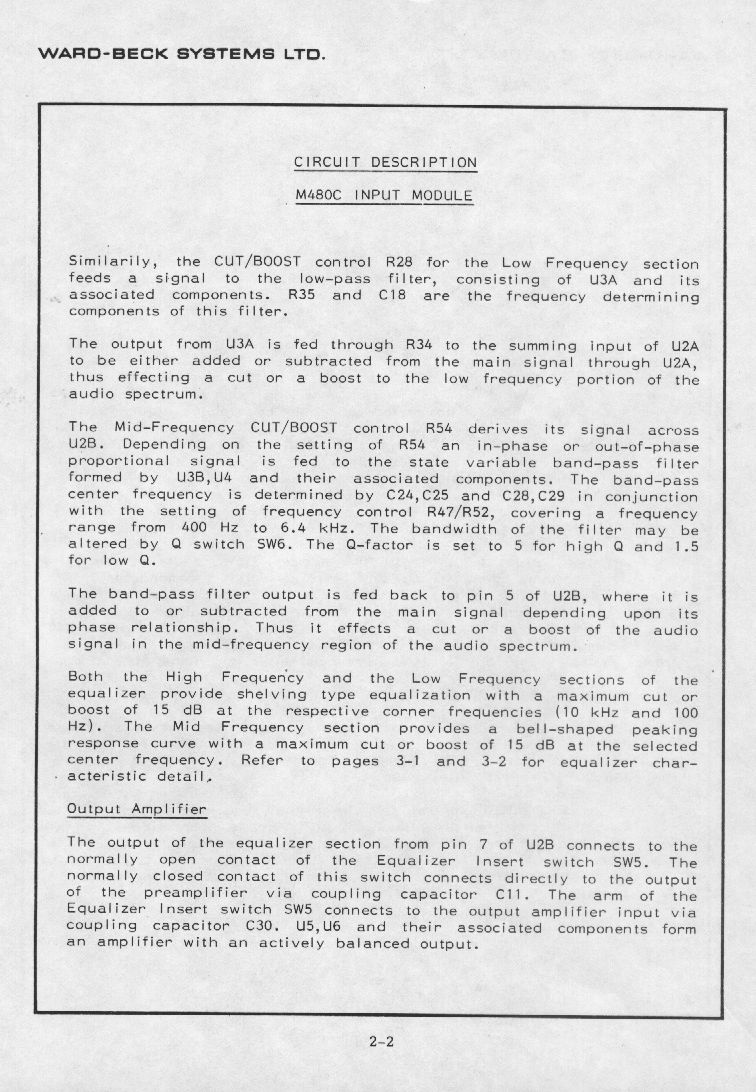 WARD-BECK SYSTEMS LTD.
CIRCUIT DESCRIPTION
M480C INPUT MODULE
Similarily, the CUT/BOOST control R28 for the Low Frequency section
feeds a signal to the low-pass filter, consisting of U3A and its
associated components. R35 and C18 are the frequency determining
components of this filter.
The output from U3A is fed through R34 to the summing input of U2A
to be either added or subtracted from the main signal through U2A,
thus effecting a cut or a boost to the low frequency portion of the
audio spectrum.
The Mid-Frequency CUT/BOOST control R54 derives its signal across
U2B. Depending on the setting of R54 an in-phase or out-of-phase
proportional signal is fed to the state variable band-pass filter
formed by U3B,U4 and their associated components. The band-pass
center frequency is determined by C24,C25 and C28,C29 in conjunction
with the setting of frequency control R47/R52, covering a frequency
range from 400 Hz to 6.4 kHz. The bandwidth of the filter may be
altered by Q switch SW6. The Q-factor is set to 5 for high Q and 1.5
for low Q.
The band-pass filter output is fed back to pin 5 of U2B, where it is
added to or subtracted from the main signal depending upon its
phase relationship. Thus it effects a cut or a boost of the audio
signal in the mid-frequency region of the audio spectrum.
Both the High Frequency and the Low Frequency sections of the
equalizer provide shelving type equalization with a maximum cut or
boost of 15 dB at the respective corner frequencies (10 kHz and 100
Hz). The Mid Frequency section provides a bell-shaped peaking
response curve with a maximum cut or boost of 15 dB at the selected
center frequency. Refer to pages 3-1 and 3-2 for equalizer char-
acteristic detail.
Output Amplifier
The output of the equalizer section from pin 7 of U2B connects to the
normally open contact of the Equalizer Insert switch SW5. The
normally closed contact of this switch connects directly to the output
of the preamplifier via coupling capacitor C11. The arm of the
Equalizer Insert switch SW5 connects to the output amplifier input via
coupling capacitor C30. U5,U6 and their associated components form
an amplifier with an actively balanced output.
2-2